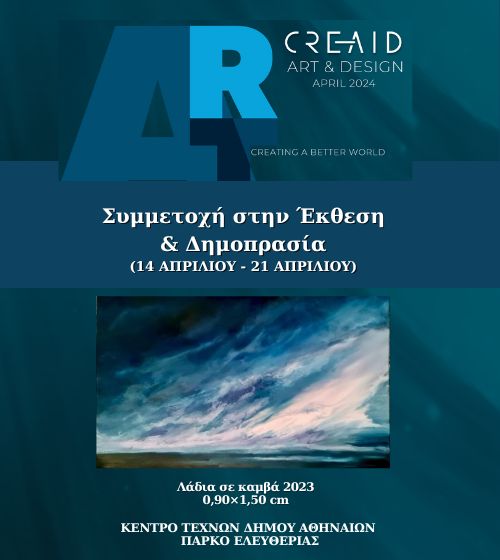 ART
CREAID
ART & DESIGN
APRIL 2024
CREATING A BETTER WORLD
Συμμετοχή στην Έκθεση
& Δημοπρασία
(14 ΑΠΡΙΛΙΟΥ - 21 ΑΠΡΙΛΙΟΥ)
Λάδια σε καμβά 2023
0,90×1,50 cm
ΚΕΝΤΡΟ ΤΕΧΝΩΝ ΔΗΜΟΥ ΑΘΗΝΑΙΩΝ
ΠΑΡΚΟ ΕΛΕΥΘΕΡΙΑΣ